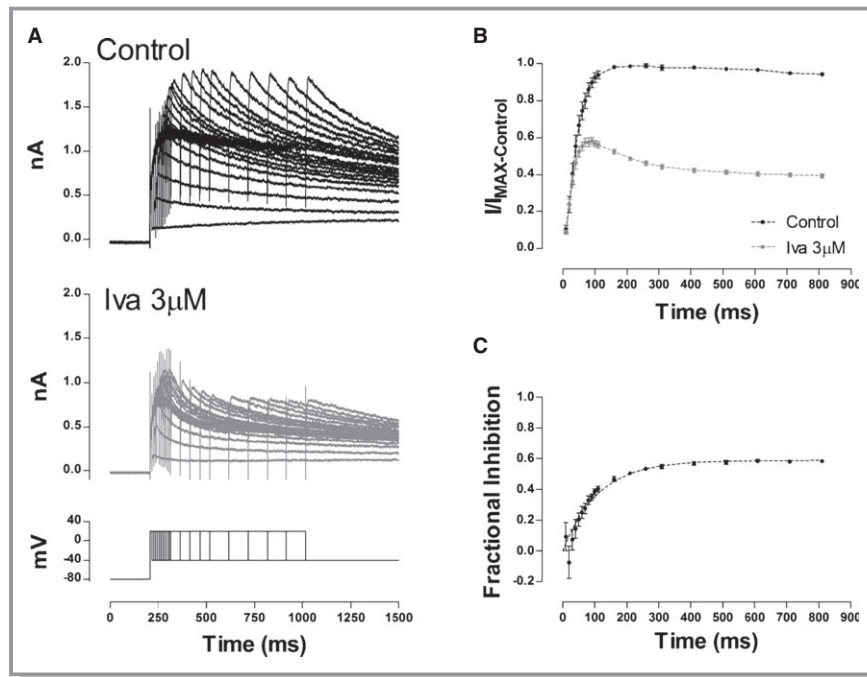 A
Control
2.0
1.5
1.0
0.5
0.0
nA
Iva 3µM
2.0
1.5
1.0
0.5
0.0
nA
40
0
-40
-80
mV
0 250 500 750 1000 1250 1500
Time (ms)
B
1.0
0.8
0.6
0.4
0.2
0.0
I/IMAX-Control
Control
Iva 3µM
0 100 200 300 400 500 600 700 800 900
Time (ms)
C
1.0
0.8
0.6
0.4
0.2
0.0
-0.2
Fractional Inhibition
0 100 200 300 400 500 600 700 800 900
Time (ms)